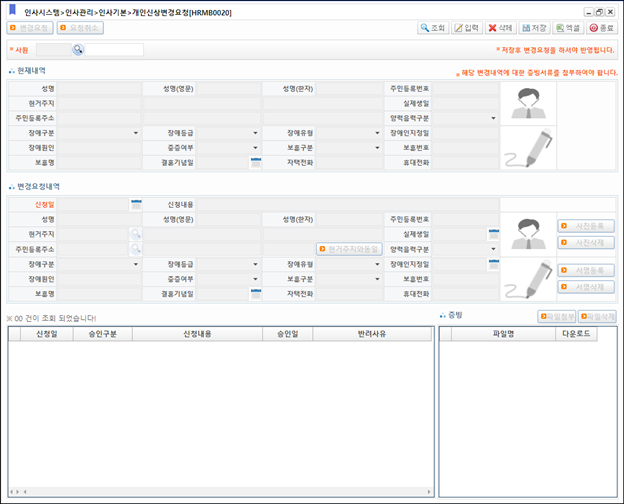 인사시스템>인사관리>인사기본>개인신상변경요청[HRMB0020]
변경요청 요청취소 조회 입력 삭제 저장 엑셀 종료
* 사원 * 저장후 변경요청을 하셔야 반영됩니다.
현재내역 * 해당 변경내역에 대한 증빙서류를 첨부하여야 합니다.
성명 성명(영문) 성명(한자) 주민등록번호
현거주지 실제생일
주민등록주소 양력음력구분
장애구분 장애등급 장애유형 장애인지정일
장애원인 중증여부 보훈구분 보훈번호
보훈명 결혼기념일 자택전화 휴대전화
변경요청내역
신청일 신청내용
성명 성명(영문) 성명(한자) 주민등록번호
현거주지 실제생일 사진등록
주민등록주소 현거주지와동일 양력음력구분 사진삭제
장애구분 장애등급 장애유형 장애인지정일 서명등록
장애원인 중증여부 보훈구분 보훈번호 서명삭제
보훈명 결혼기념일 자택전화 휴대전화
※ 00 건이 조회 되었습니다! 증빙 파일첨부 파일삭제
신청일 승인구분 신청내용 승인일 반려사유 파일명 다운로드